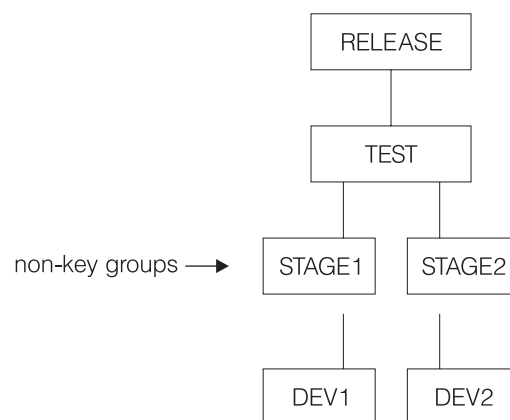 RELEASE
TEST
non-key groups
STAGE1
STAGE2
DEV1
DEV2